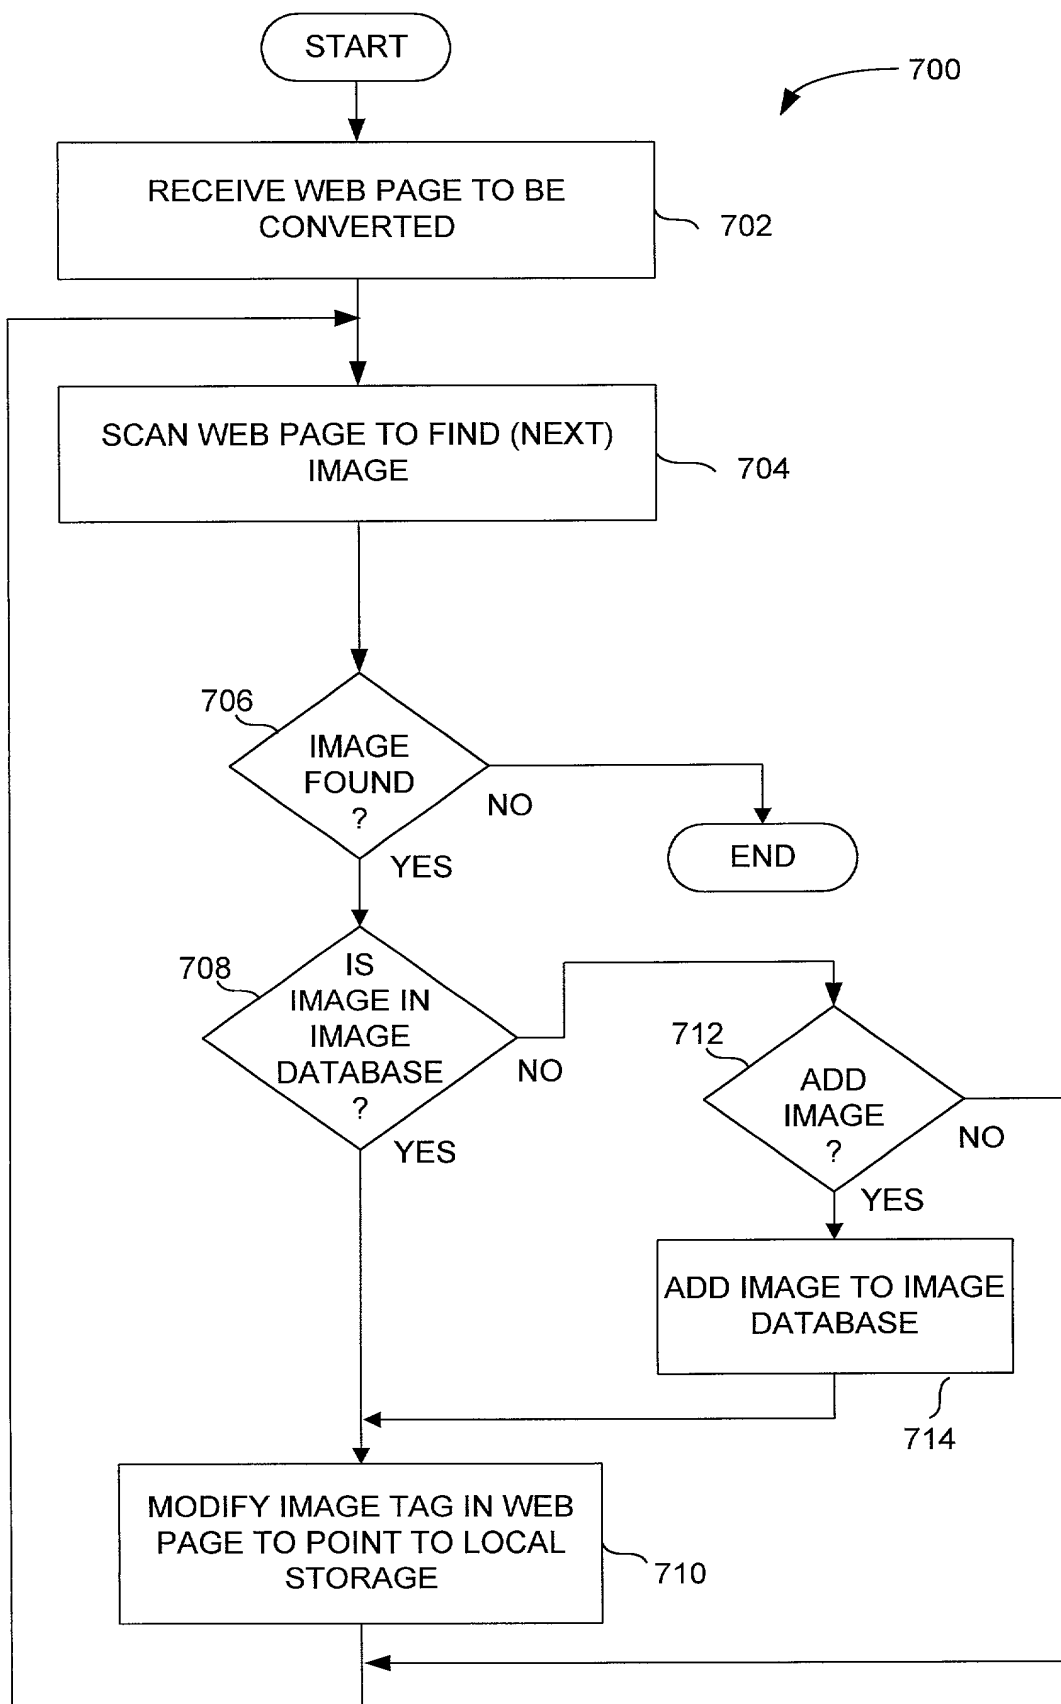 START
700
RECEIVE WEB PAGE TO BE
CONVERTED
702
SCAN WEB PAGE TO FIND (NEXT)
IMAGE
704
706
IMAGE
FOUND
?
NO
YES
END
708
IS
IMAGE IN
IMAGE
DATABASE
?
NO
YES
712
ADD
IMAGE
?
NO
YES
ADD IMAGE TO IMAGE
DATABASE
714
MODIFY IMAGE TAG IN WEB
PAGE TO POINT TO LOCAL
STORAGE
710